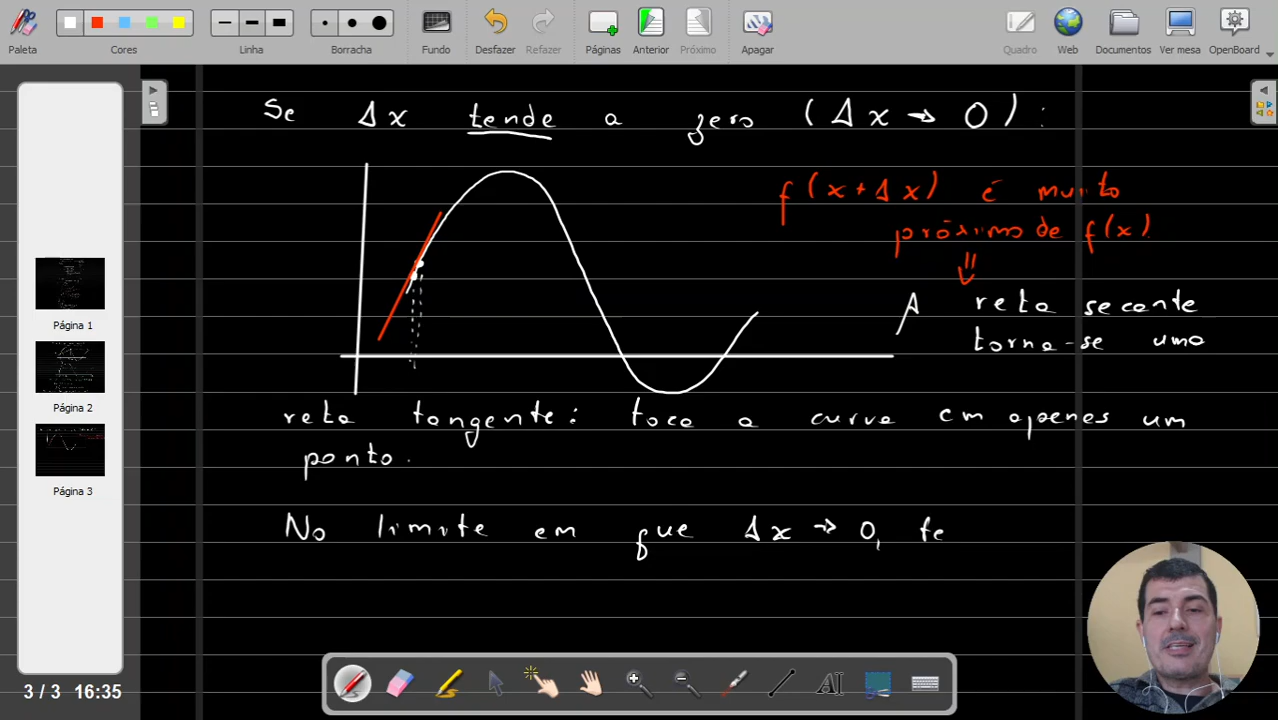 Paleta
Cores
Linha
Borracha
Fundo
Desfazer
Refazer
Páginas
Anterior
Próximo
Apagar
Quadro
Web
Documentos
Ver mesa
OpenBoard
Se Δx tende a zero (Δx → 0):
f(x+Δx) é muito
próximo de f(x)
⇓
A reta secante
torna-se uma
reta tangente: toca a curva em apenas um
ponto.
No limite em que Δx → 0, te
Página 1
Página 2
Página 3
3 / 3 16:35
AI